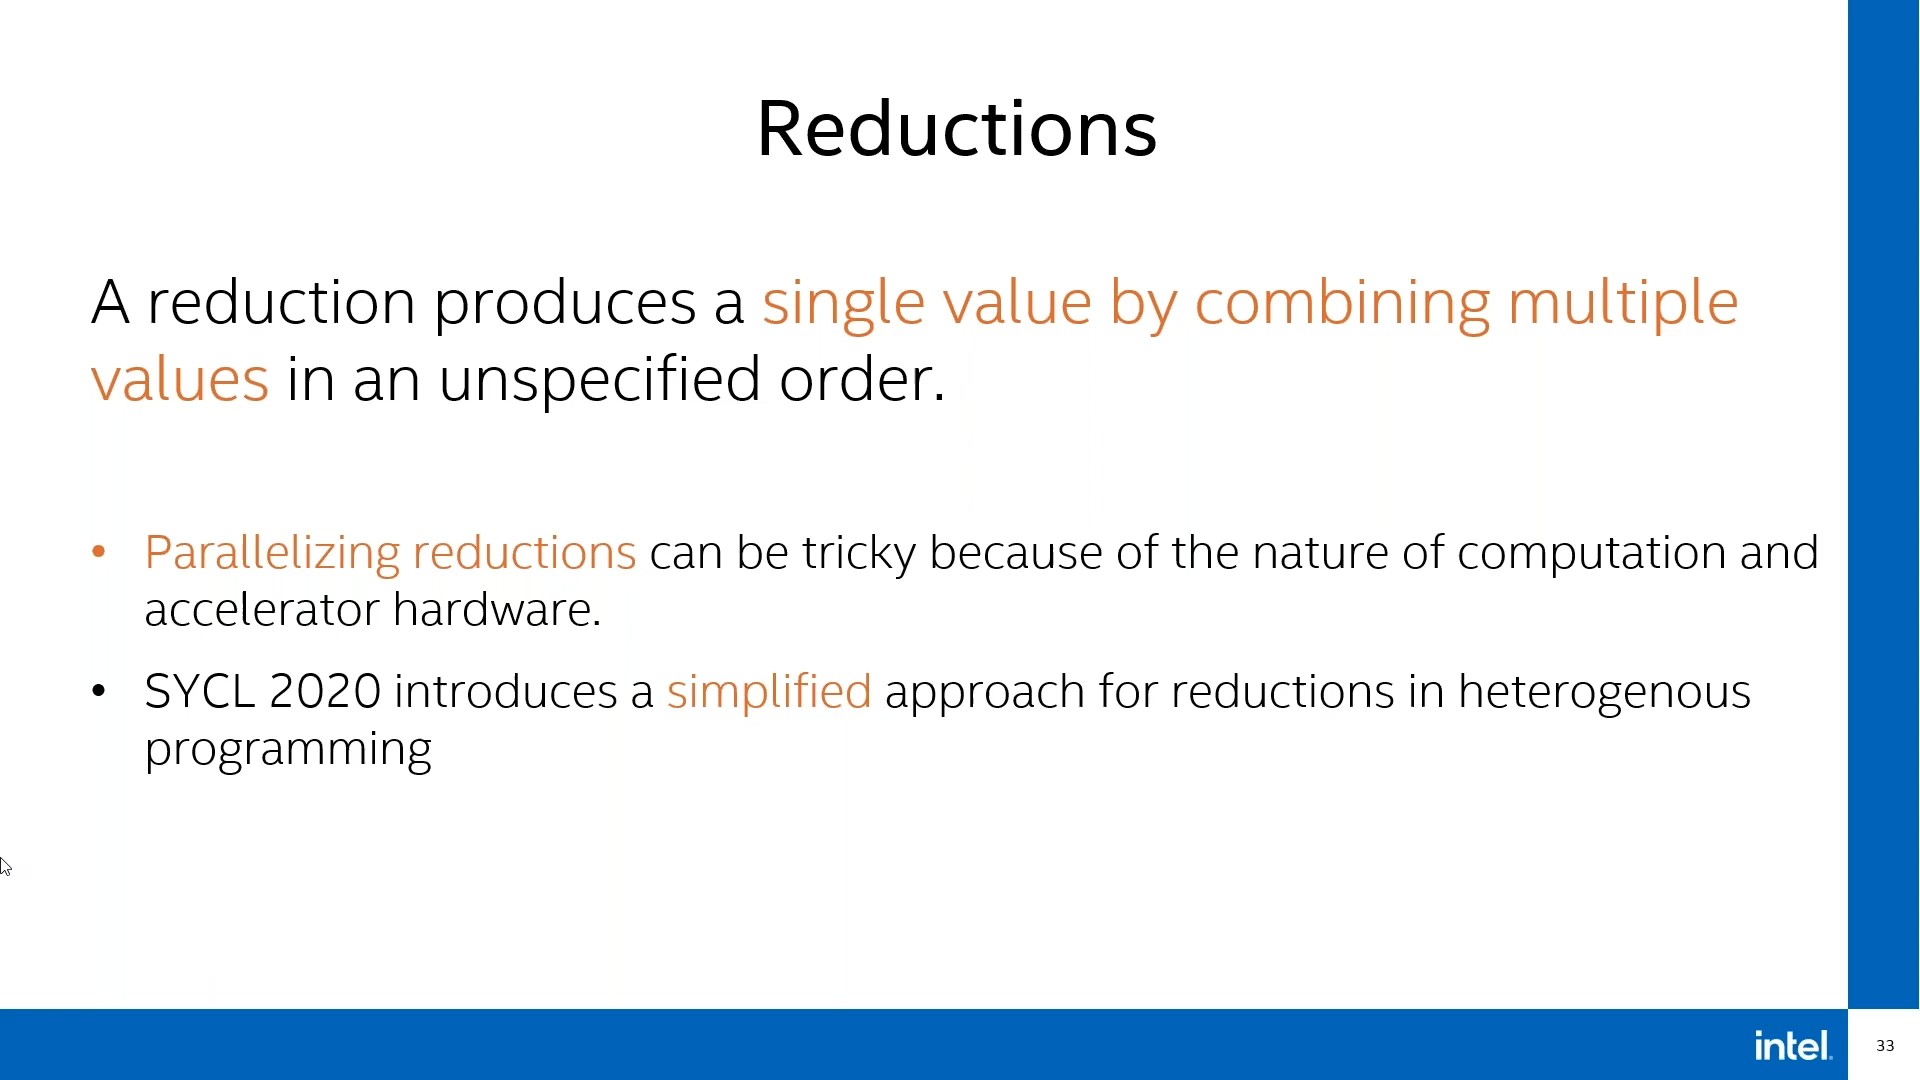 Reductions
A reduction produces a single value by combining multiple
values in an unspecified order.
• Parallelizing reductions can be tricky because of the nature of computation and
accelerator hardware.
• SYCL 2020 introduces a simplified approach for reductions in heterogenous
programming
intel.
33